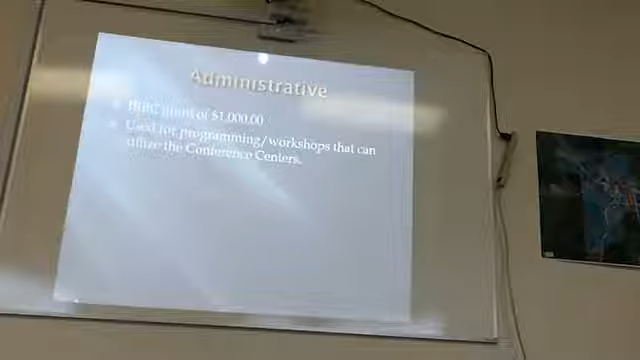 Administrative
of $1,000.00
Used for programming/workshops that can
utilize the Conference Centers.